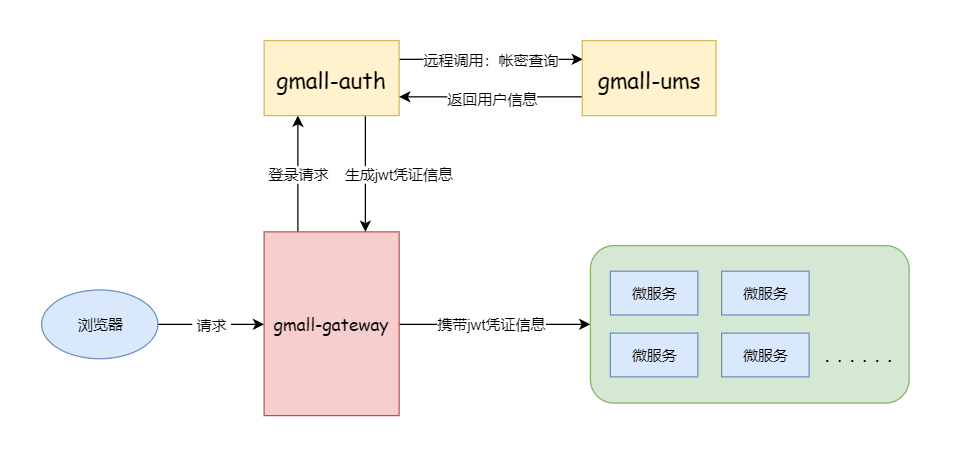 gmall-auth
远程调用：帐密查询
gmall-ums
返回用户信息
登录请求
生成jwt凭证信息
浏览器
请求
gmall-gateway
携带jwt凭证信息
微服务
微服务
微服务
微服务
. . . . . .